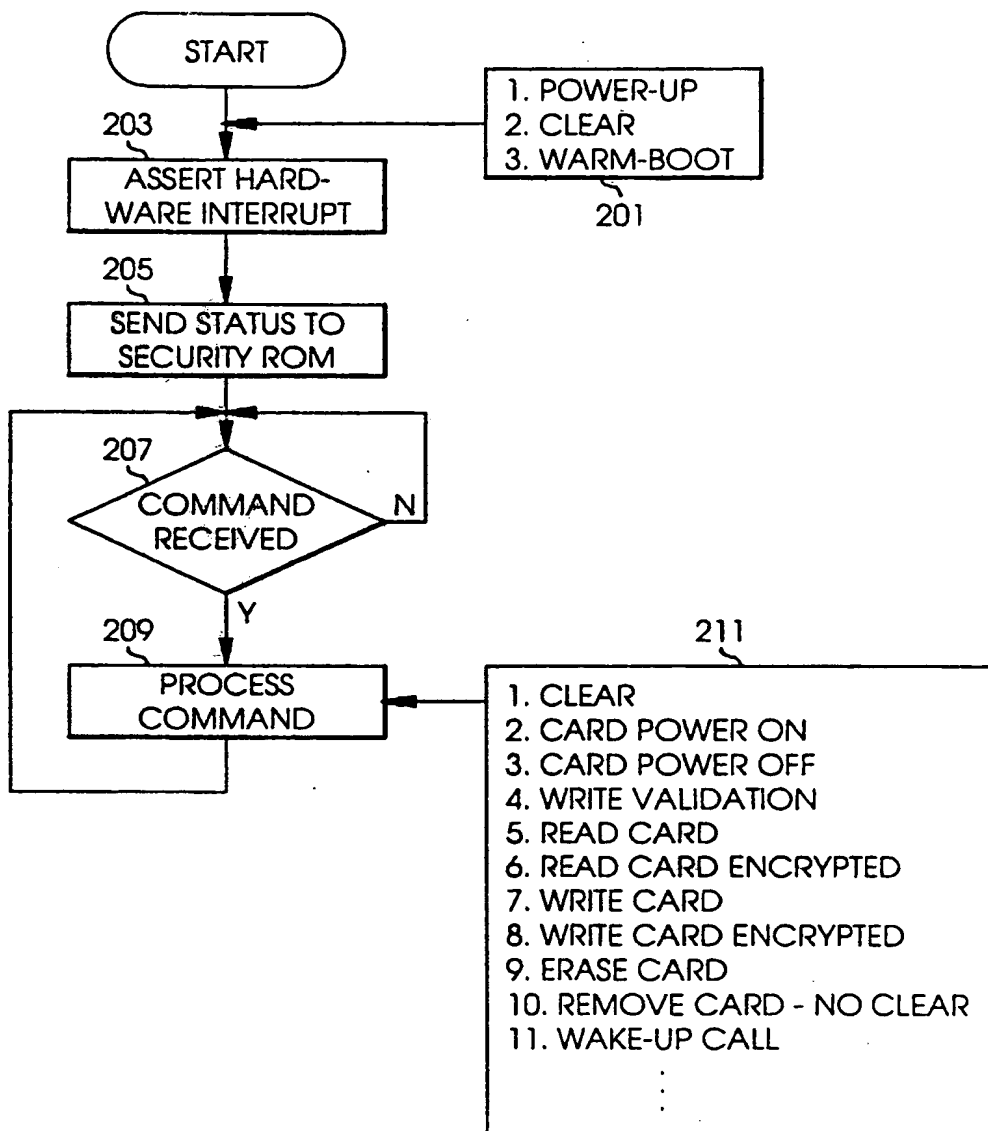 START
1. POWER-UP
2. CLEAR
3. WARM-BOOT
201
203
ASSERT HARD-
WARE INTERRUPT
205
SEND STATUS TO
SECURITY ROM
207
COMMAND
RECEIVED
N
Y
209
PROCESS
COMMAND
211
1. CLEAR
2. CARD POWER ON
3. CARD POWER OFF
4. WRITE VALIDATION
5. READ CARD
6. READ CARD ENCRYPTED
7. WRITE CARD
8. WRITE CARD ENCRYPTED
9. ERASE CARD
10. REMOVE CARD - NO CLEAR
11. WAKE-UP CALL